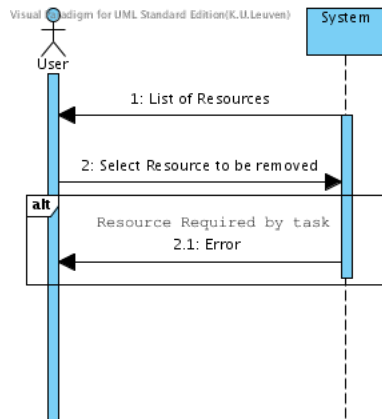 Visual Paradigm for UML Standard Edition(K.U.Leuven)
System
User
1: List of Resources
2: Select Resource to be removed
alt
Resource Required by task
2.1: Error